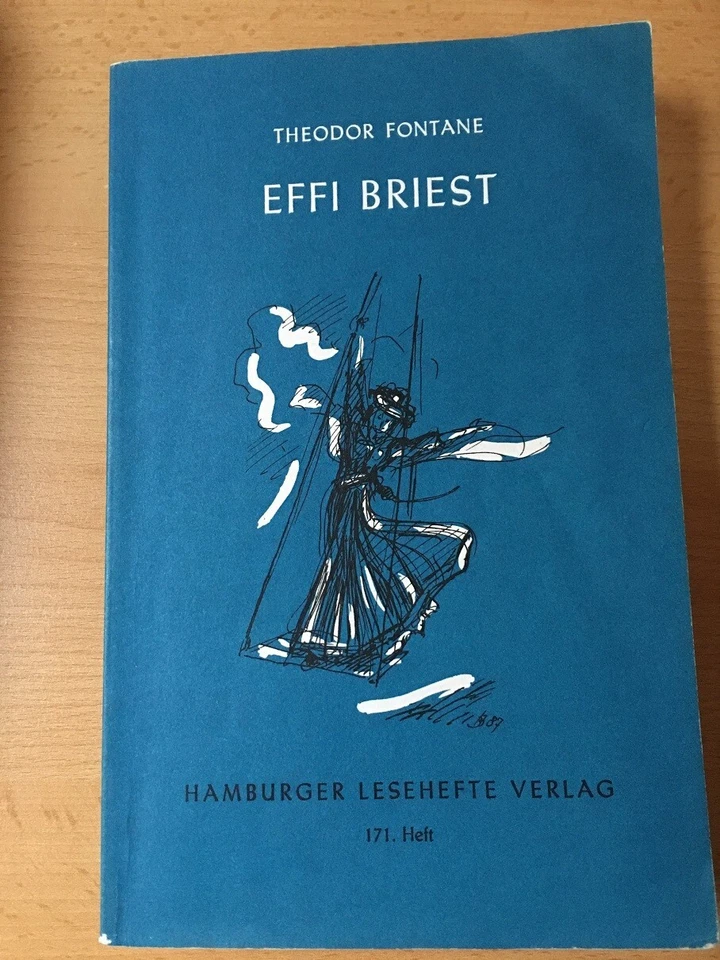 THEODOR FONTANE
EFFI BRIEST
HAMBURGER LESEHEFTE VERLAG
171. Heft